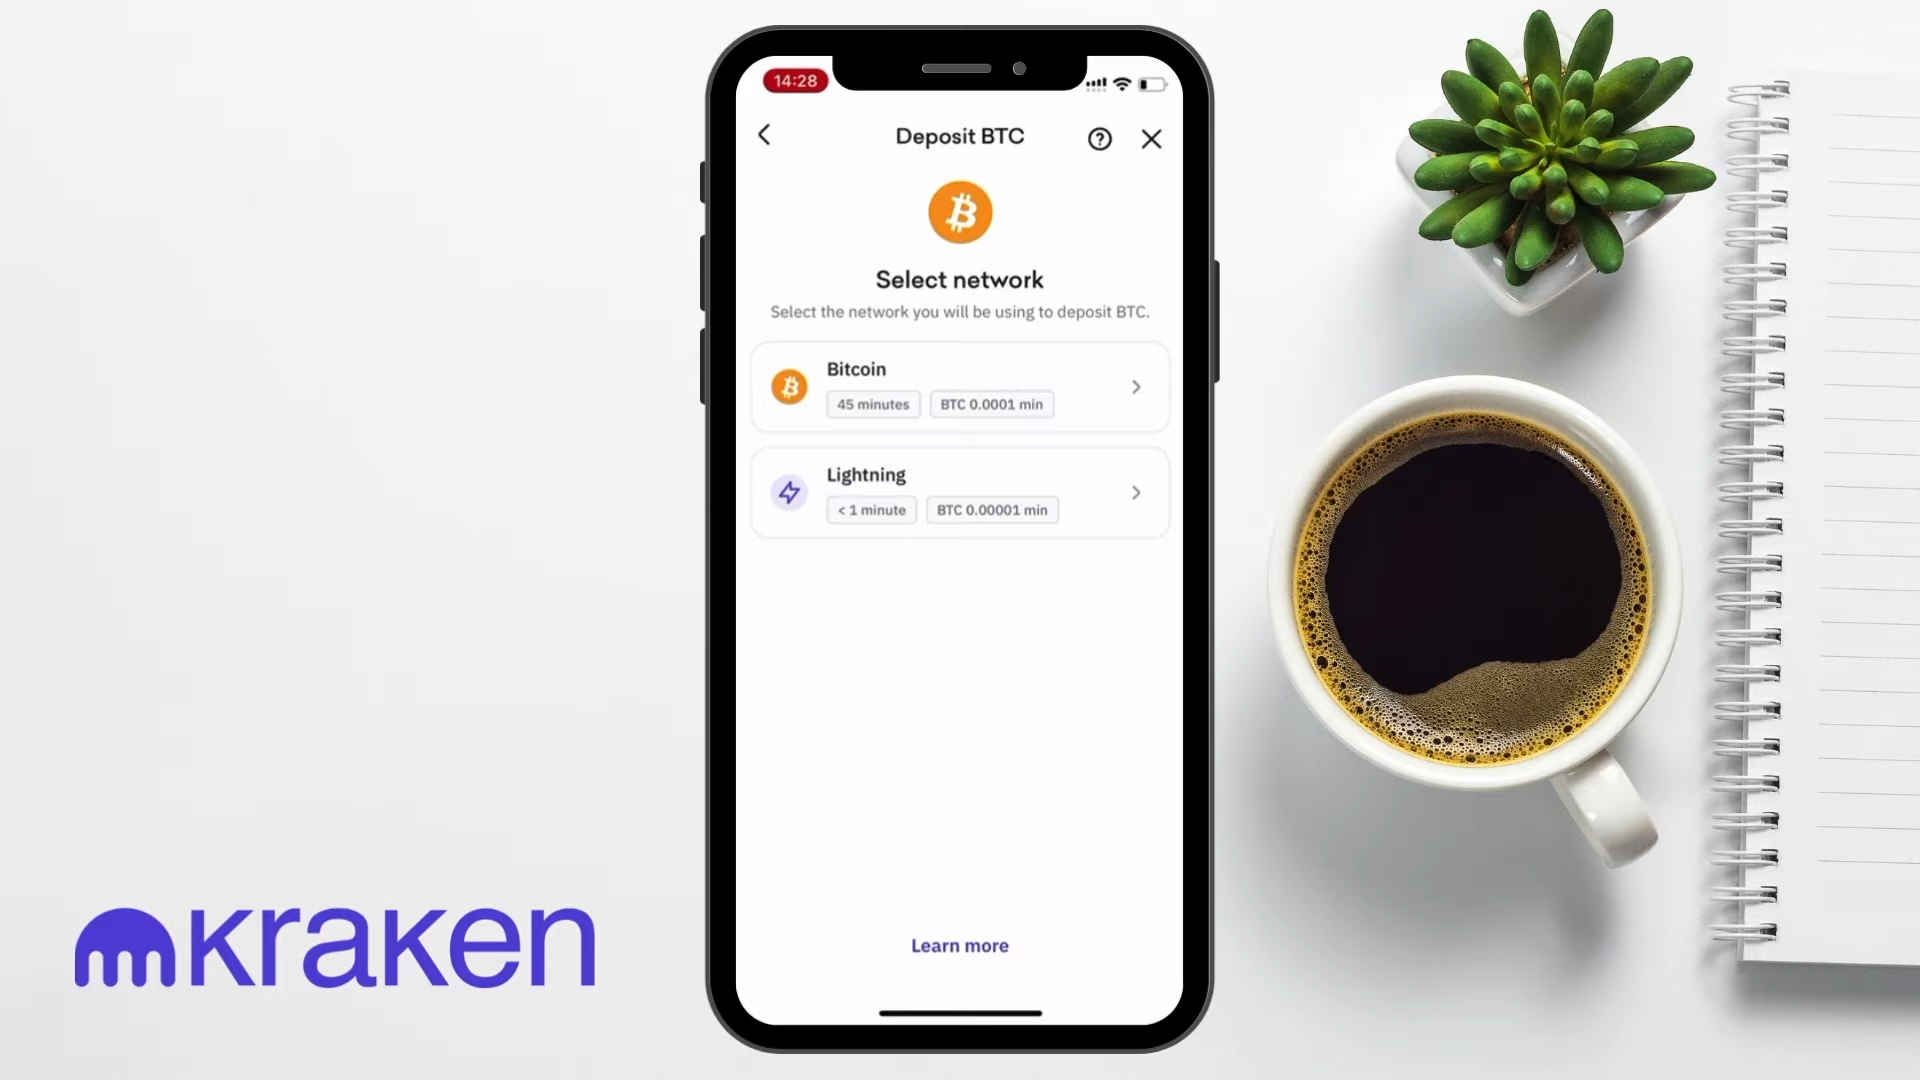 14:28
Deposit BTC
Select network
Select the network you will be using to deposit BTC.
Bitcoin
45 minutes
BTC 0.0001 min
Lightning
< 1 minute
BTC 0.00001 min
Learn more
kraken